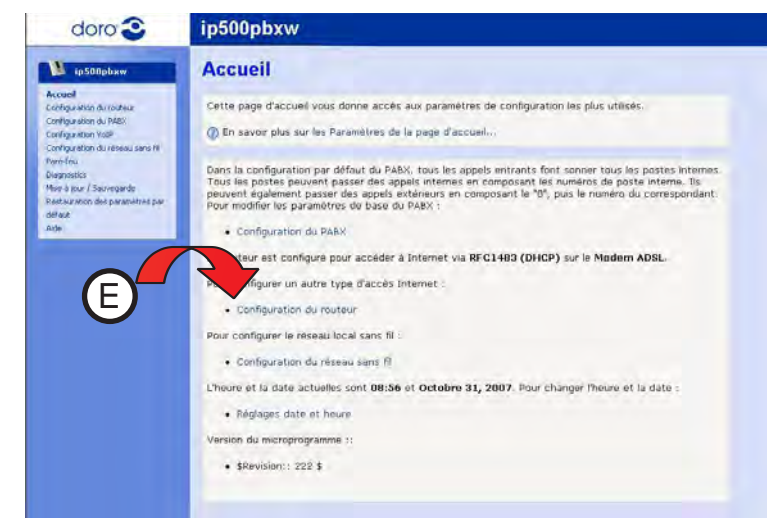 doro
ip500pbxw
ip500pbxw
Accueil
Configuration du routeur
Configuration du PABX
Configuration VoIP
Configuration du réseau sans fil
Pare-feu
Diagnostics
Mise à jour / Sauvegarde
Restauration des paramètres par
défaut
Aide
Accueil
Cette page d'accueil vous donne accès aux paramètres de configuration les plus utilisés.
En savoir plus sur les Paramètres de la page d'accueil...
Dans la configuration par défaut du PABX, tous les appels entrants font sonner tous les postes internes.
Tous les postes peuvent passer des appels internes en composant les numéros de poste interne. Ils
peuvent également passer des appels extérieurs en composant le "0", puis le numéro du correspondant.
Pour modifier les paramètres de base du PABX :
• Configuration du PABX
teur est configuré pour accéder à Internet via RFC1483 (DHCP) sur le Modem ADSL.
E
configurer un autre type d'accès Internet :
• Configuration du routeur
Pour configurer le réseau local sans fil :
• Configuration du réseau sans fil
L'heure et la date actuelles sont 08:56 et Octobre 31, 2007. Pour changer l'heure et la date :
• Réglages date et heure
Version du microprogramme ::
• $Revision:: 222 $